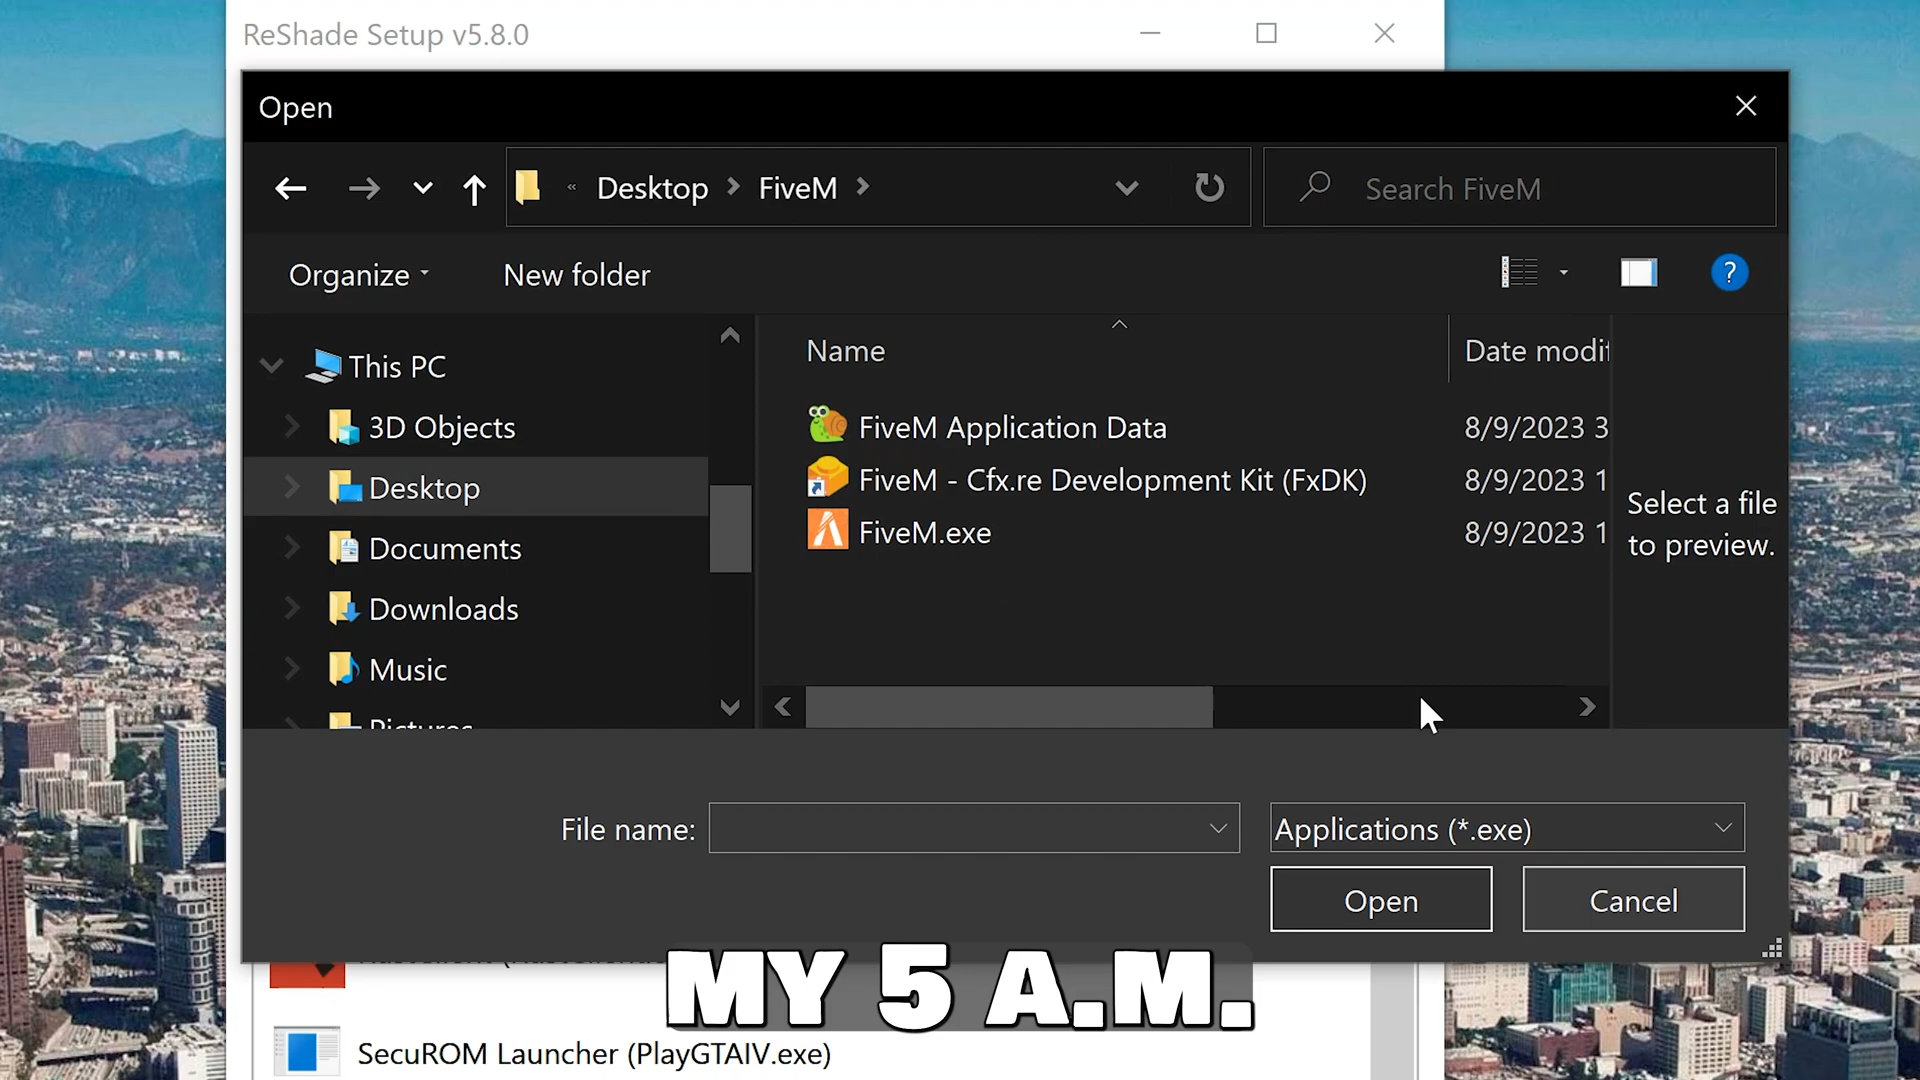 ReShade Setup v5.8.0
Open
« Desktop > FiveM >
Search FiveM
Organize
New folder
?
Name
Date modif
This PC
3D Objects
Desktop
Documents
Downloads
Music
Pictures
FiveM Application Data
8/9/2023 3
FiveM - Cfx.re Development Kit (FxDK)
8/9/2023 1
FiveM.exe
8/9/2023 1
Select a file
to preview.
File name:
Applications (*.exe)
Open
Cancel
MY 5 A.M.
SecuROM Launcher (PlayGTAIV.exe)